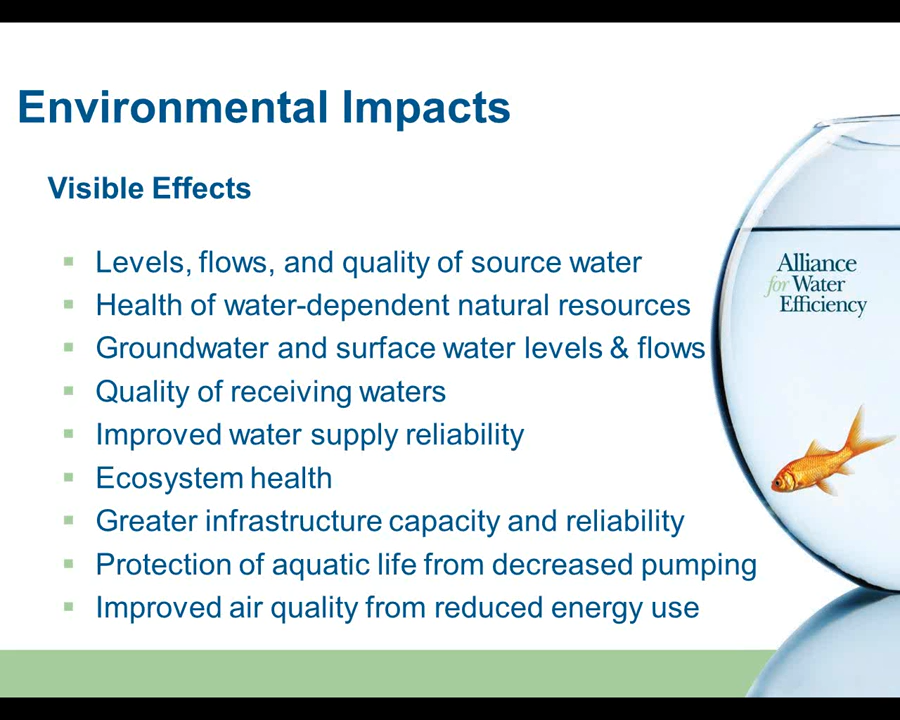 Environmental Impacts
Visible Effects
Levels, flows, and quality of source water
Health of water-dependent natural resources
Groundwater and surface water levels & flows
Quality of receiving waters
Improved water supply reliability
Ecosystem health
Greater infrastructure capacity and reliability
Protection of aquatic life from decreased pumping
Improved air quality from reduced energy use
Alliance
for Water
Efficiency